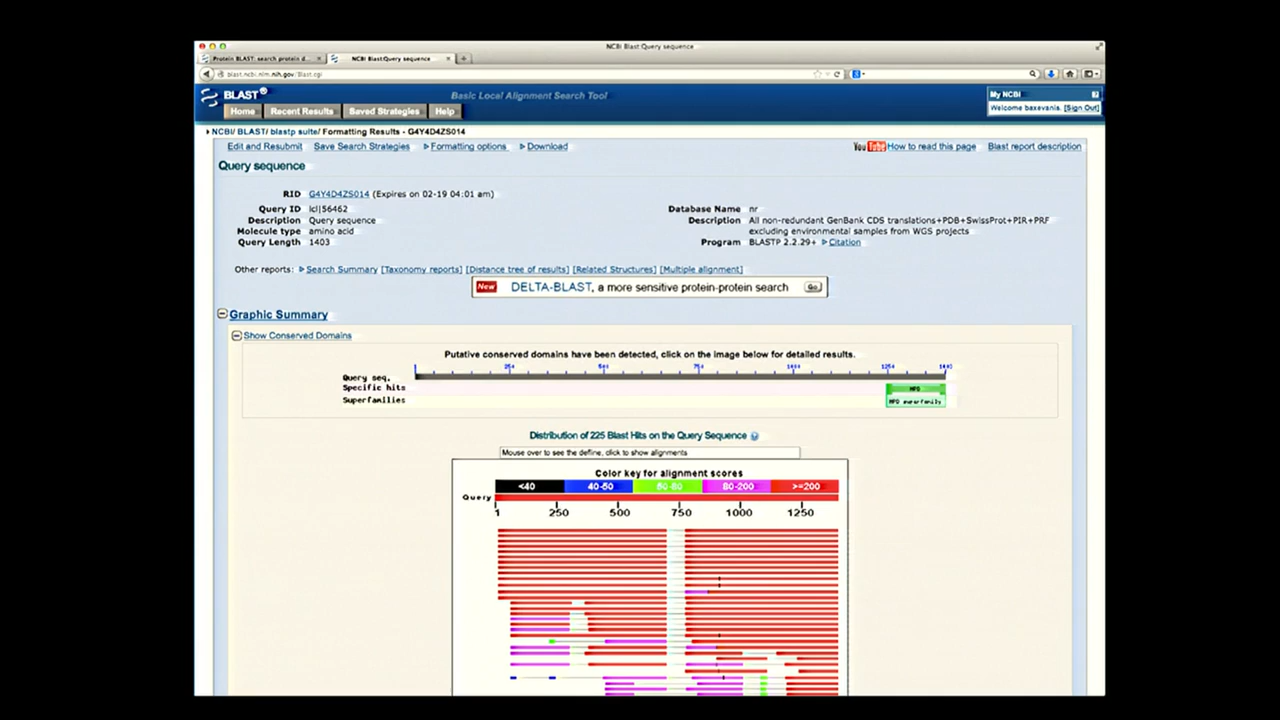 NCBI Blast:Query sequence
Protein BLAST: search protein d... NCBI Blast:Query sequence
blast.ncbi.nlm.nih.gov/Blast.cgi
BLAST® Basic Local Alignment Search Tool
My NCBI
Welcome baxevanis. [Sign Out]
Home Recent Results Saved Strategies Help
NCBI/ BLAST/ blastp suite/ Formatting Results - G4Y4D4ZS014
Edit and Resubmit Save Search Strategies Formatting options Download You Tube How to read this page Blast report description
Query sequence
RID G4Y4D4ZS014 (Expires on 02-19 04:01 am)
Query ID lcl|56462
Description Query sequence
Molecule type amino acid
Query Length 1403
Database Name nr
Description All non-redundant GenBank CDS translations+PDB+SwissProt+PIR+PRF
excluding environmental samples from WGS projects
Program BLASTP 2.2.29+ Citation
Other reports: Search Summary [Taxonomy reports] [Distance tree of results] [Related Structures] [Multiple alignment]
New DELTA-BLAST, a more sensitive protein-protein search Go
Graphic Summary
Show Conserved Domains
Putative conserved domains have been detected, click on the image below for detailed results.
Query seq.
Specific hits
Superfamilies
Distribution of 225 Blast Hits on the Query Sequence
Mouse over to see the define, click to show alignments
Color key for alignment scores
<40 40-50 50-80 80-200 >=200
Query
1 250 500 750 1000 1250